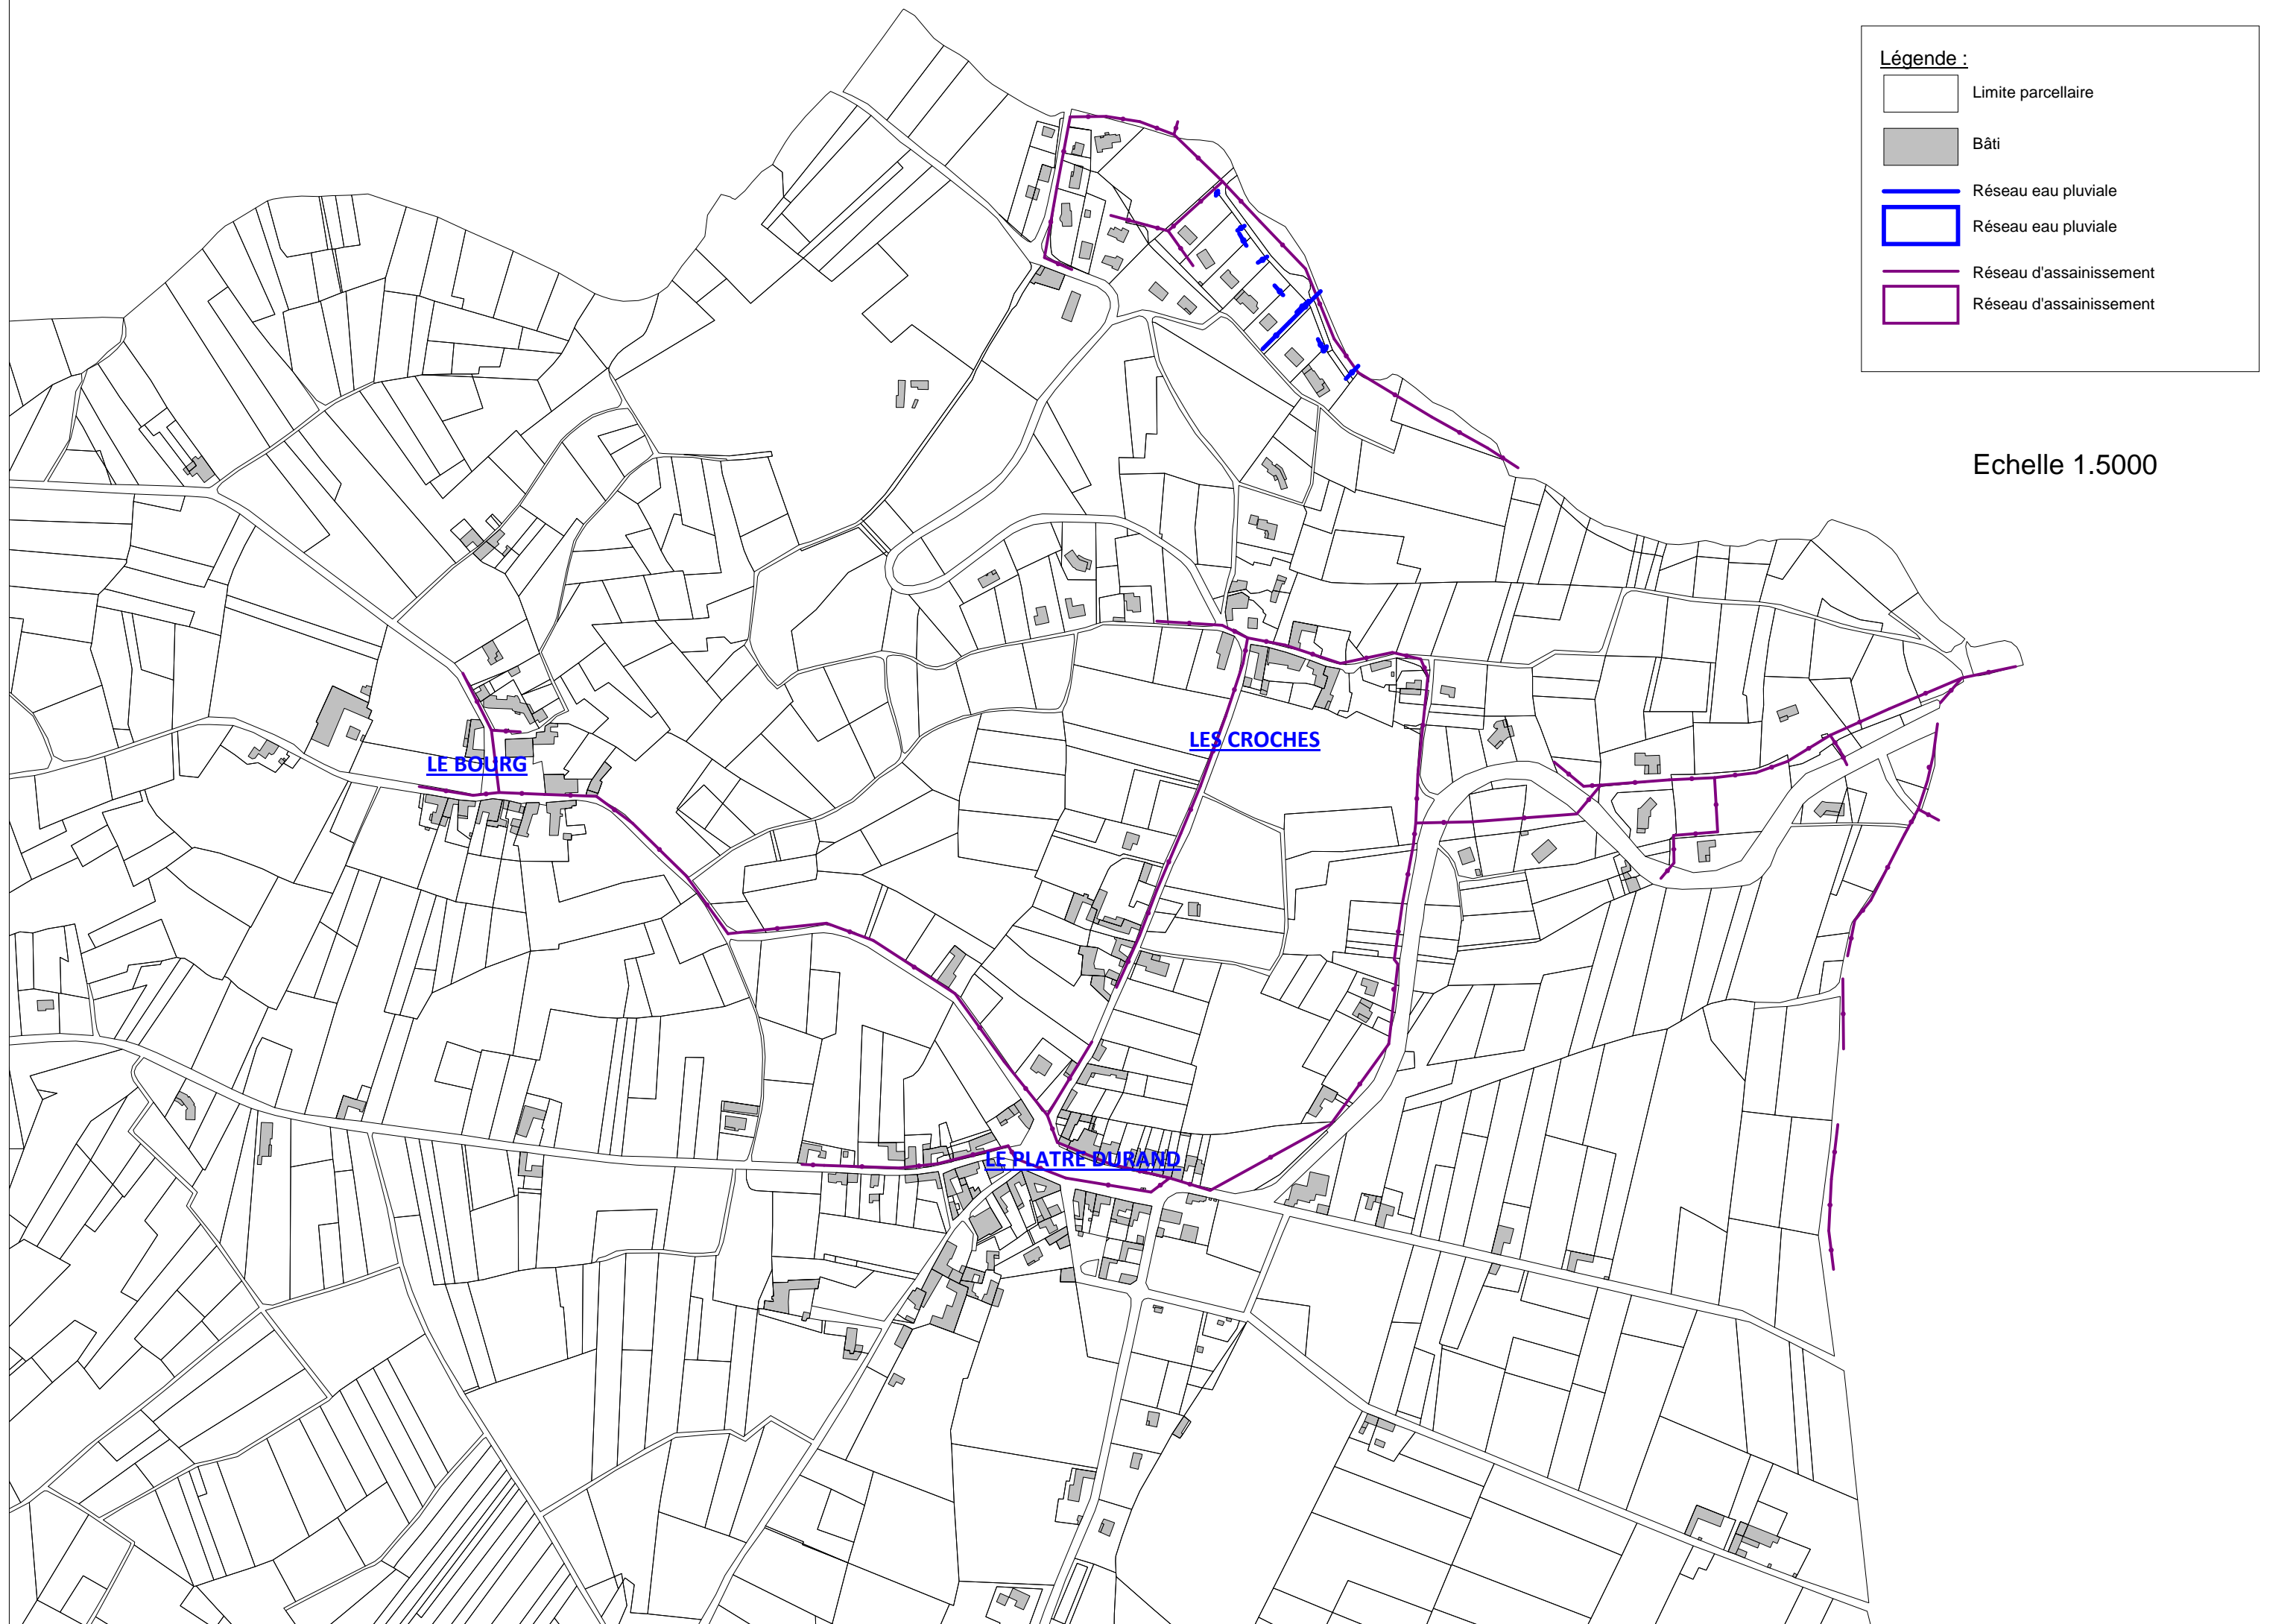 Légende :
Limite parcellaire
Bâti
Réseau eau pluviale
Réseau eau pluviale
Réseau d'assainissement
Réseau d'assainissement
Echelle 1.5000
LES CROCHES
LE BOURG
LE PLATRE DURAND